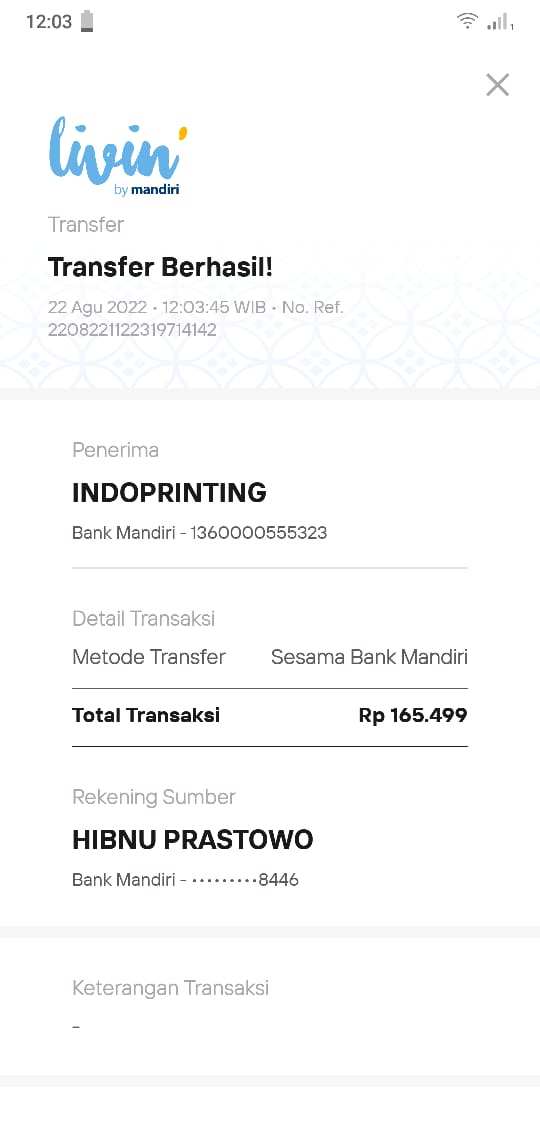 12:03
livin'
by mandiri
Transfer
Transfer Berhasil!
22 Agu 2022 • 12:03:45 WIB • No. Ref.
2208221122319714142
Penerima
INDOPRINTING
Bank Mandiri - 1360000555323
Detail Transaksi
Metode Transfer Sesama Bank Mandiri
Total Transaksi Rp 165.499
Rekening Sumber
HIBNU PRASTOWO
Bank Mandiri - •••••••••8446
Keterangan Transaksi
-